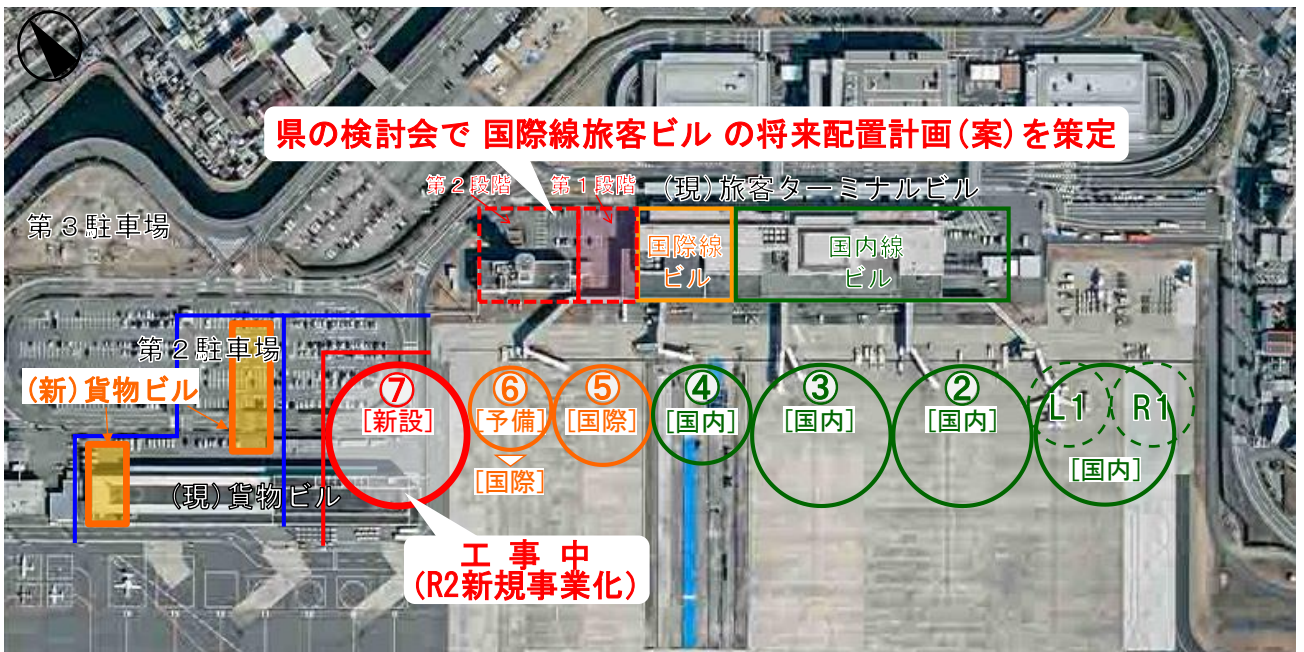 県の検討会で 国際線旅客ビル の将来配置計画(案)を策定
第2段階
第1段階
(現)旅客ターミナルビル
第3駐車場
国際線
ビル
国内線
ビル
第2駐車場
(新)貨物ビル
(現)貨物ビル
⑦
[新設]
⑥
[予備]
[国際]
⑤
[国際]
④
[国内]
③
[国内]
②
[国内]
L1
R1
[国内]
工事中
(R2新規事業化)